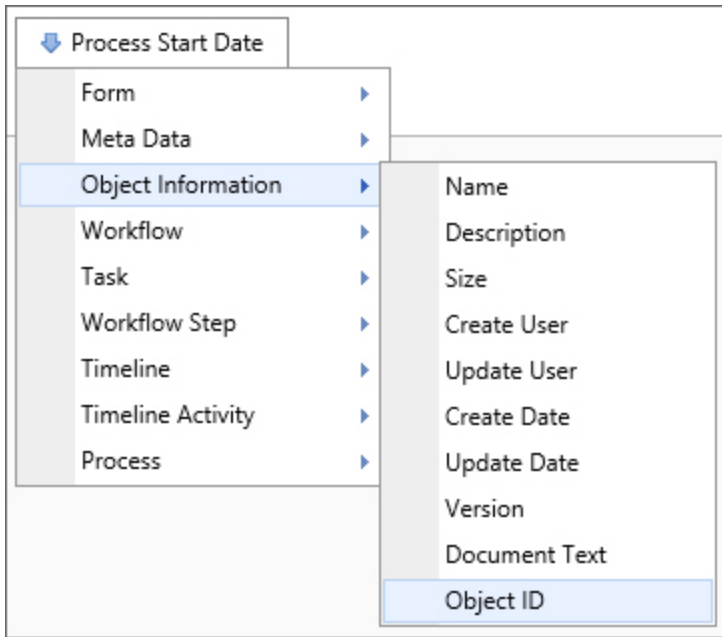 Process Start Date
Form
Meta Data
Object Information
Workflow
Task
Workflow Step
Timeline
Timeline Activity
Process
Name
Description
Size
Create User
Update User
Create Date
Update Date
Version
Document Text
Object ID